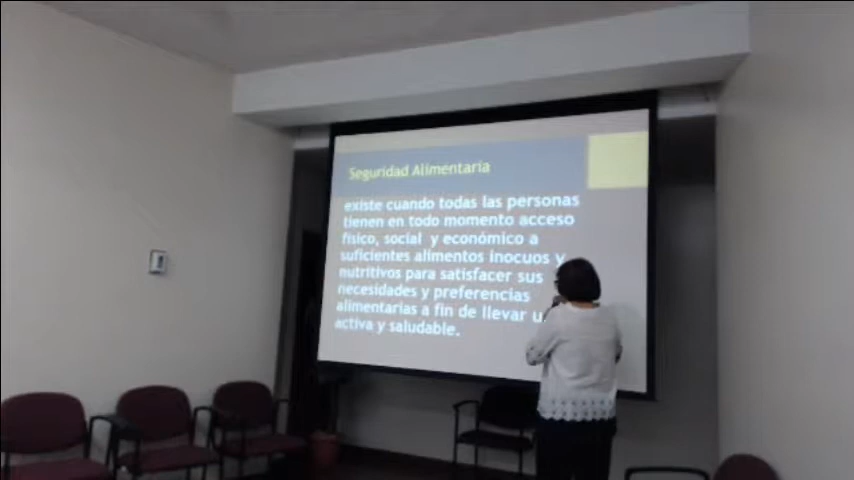 Seguridad Alimentaria
existe cuando todas las personas
tienen en todo momento acceso
físico, social y económico a
suficientes alimentos inocuos y
nutritivos para satisfacer sus
necesidades y preferencias
alimentarias a fin de llevar
activa y saludable.